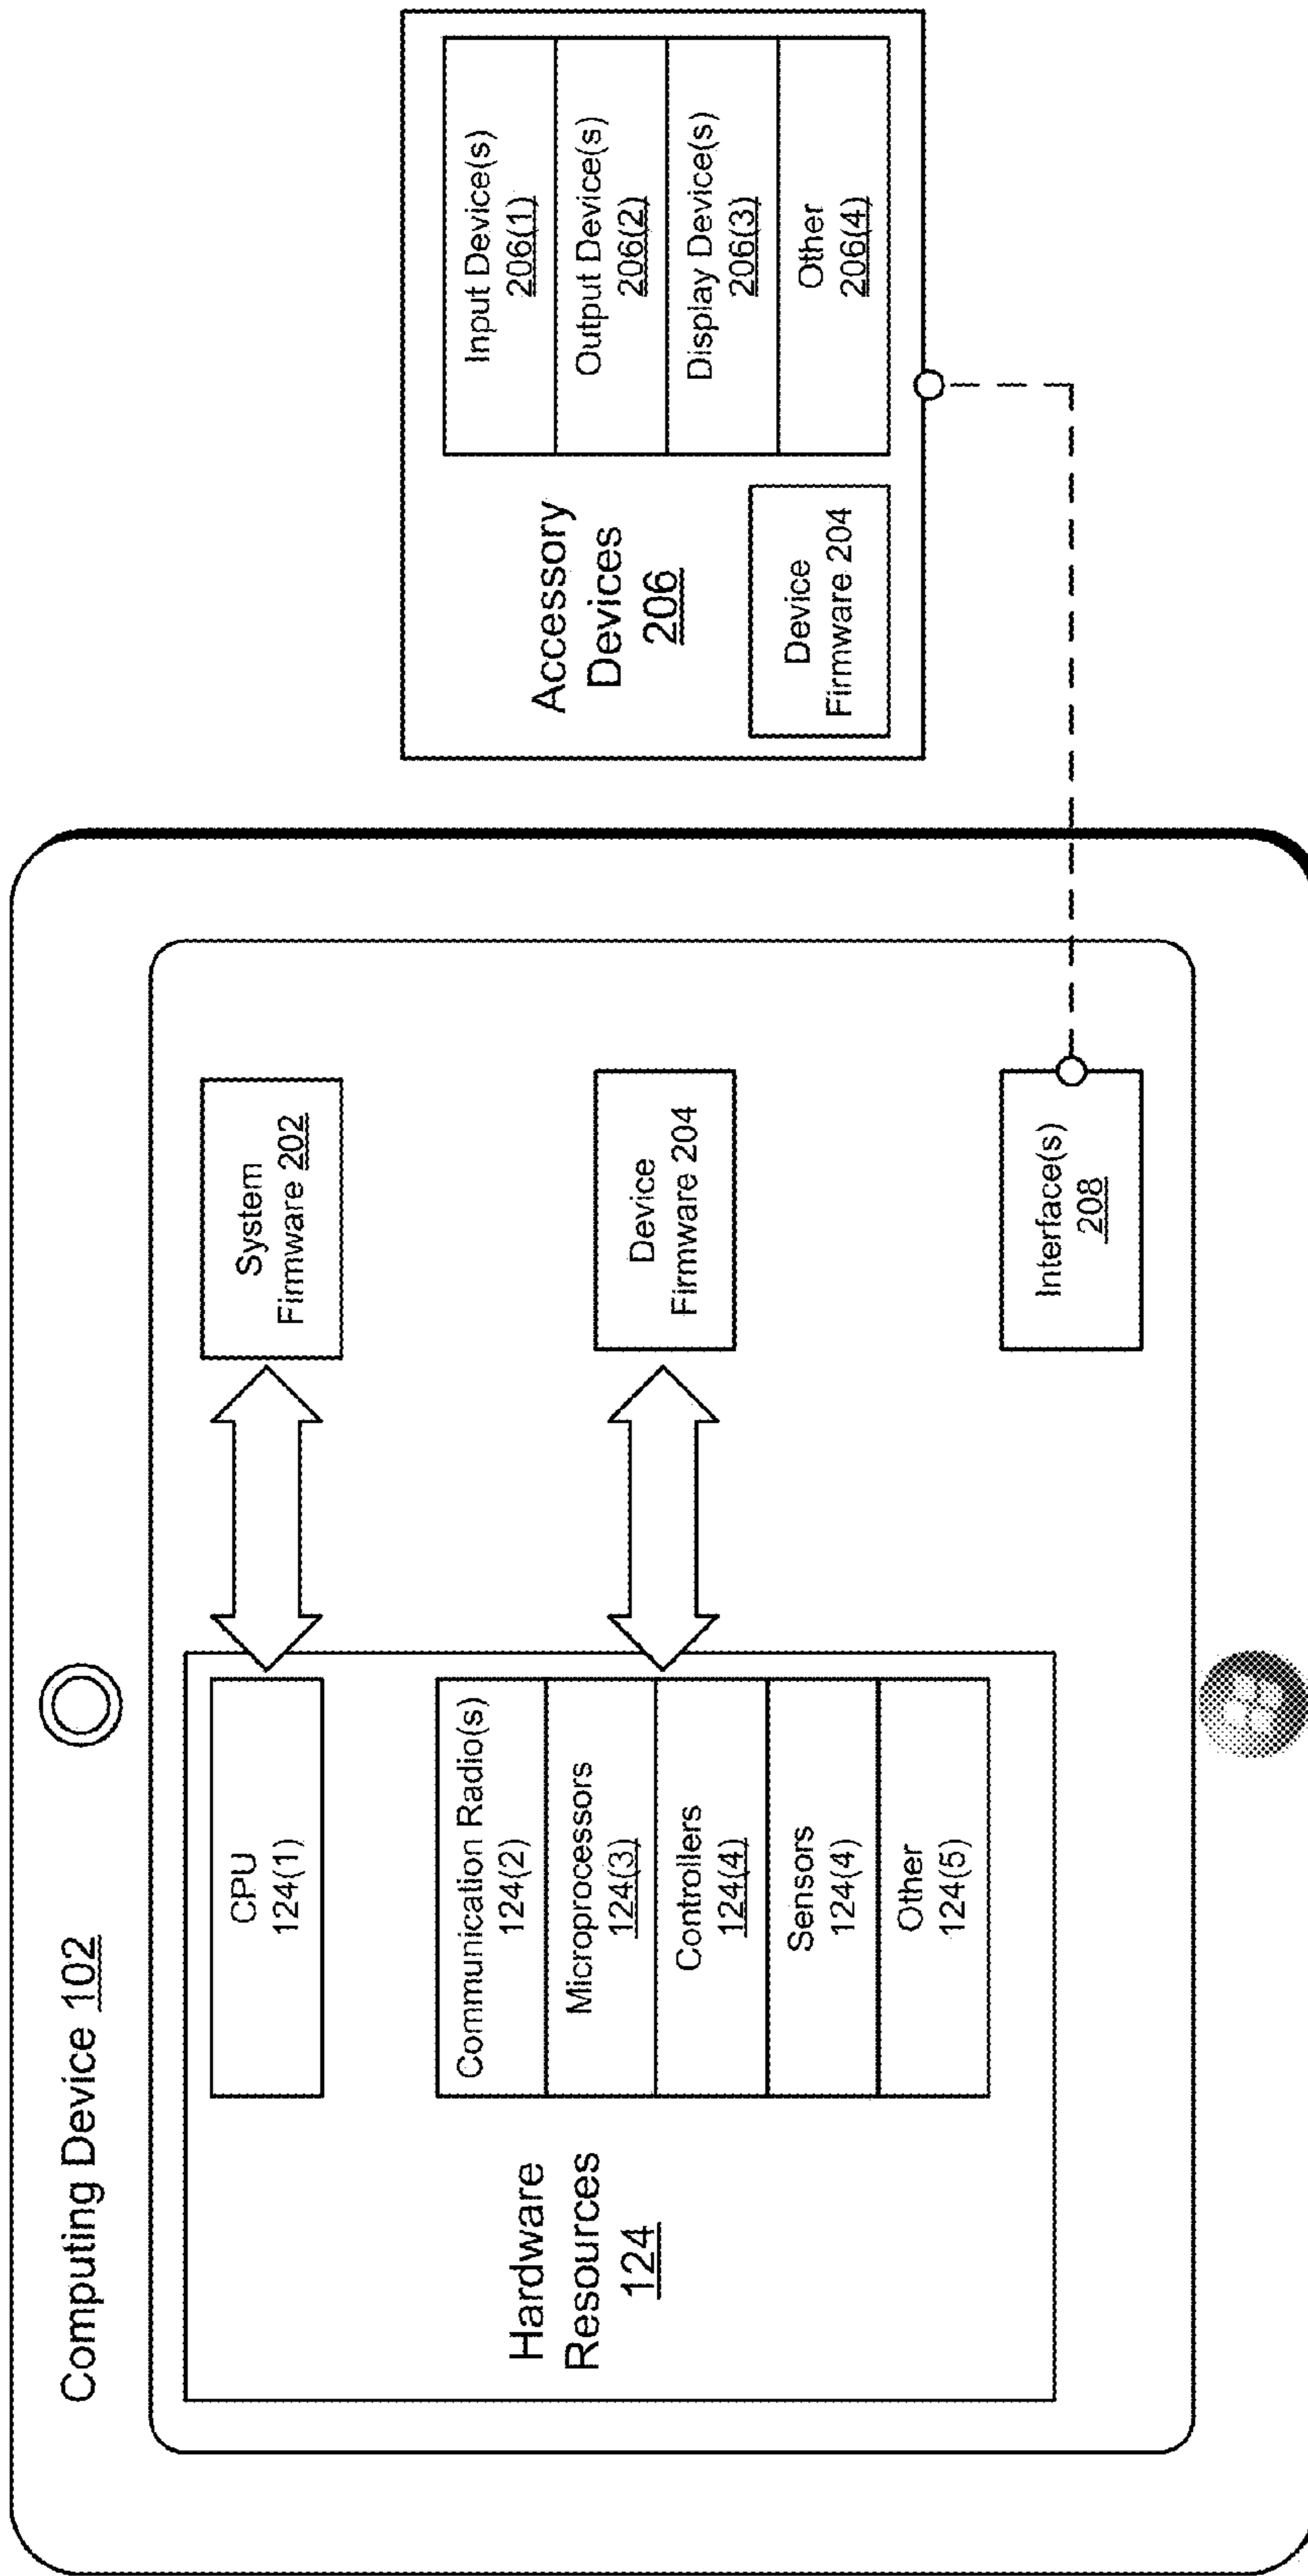 Computing Device 102
Hardware
Resources
124
CPU
124(1)
Communication Radio(s)
124(2)
Microprocessors
124(3)
Controllers
124(4)
Sensors
124(4)
Other
124(5)
System
Firmware 202
Device
Firmware 204
Interface(s)
208
Accessory
Devices
206
Device
Firmware 204
Input Device(s)
206(1)
Output Device(s)
206(2)
Display Device(s)
206(3)
Other
206(4)